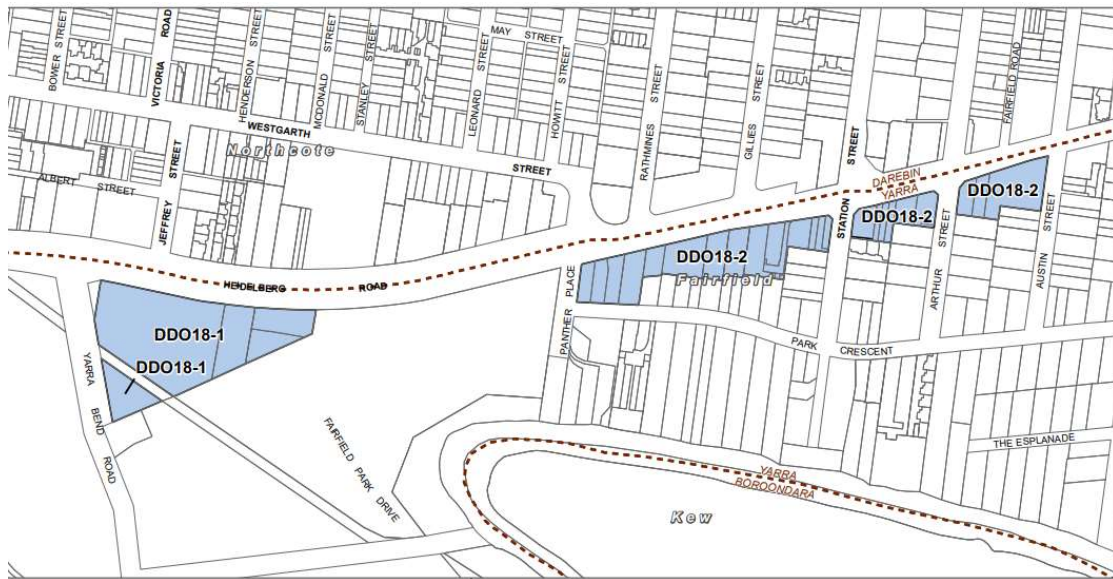 BOWER STREET
VICTORIA ROAD
HENDERSON STREET
MCDONALD STREET
STANLEY STREET
LEONARD STREET
MAY STREET
HOWITT STREET
RATHMINES STREET
GILLIES STREET
STREET
FAIRFIELD ROAD
WESTGARTH STREET
Northcote
ALBERT STREET
JEFFREY STREET
DAREBIN
YARRA
DDO18-2
DDO18-2
STATION
DDO18-2
Fairfield
ARTHUR STREET
AUSTIN STREET
HEIDELBERG ROAD
PANTHER PLACE
DDO18-1
DDO18-1
PARK CRESCENT
YARRA BEND ROAD
FAIRFIELD PARK DRIVE
THE ESPLANADE
YARRA
BOROONDARA
Kew